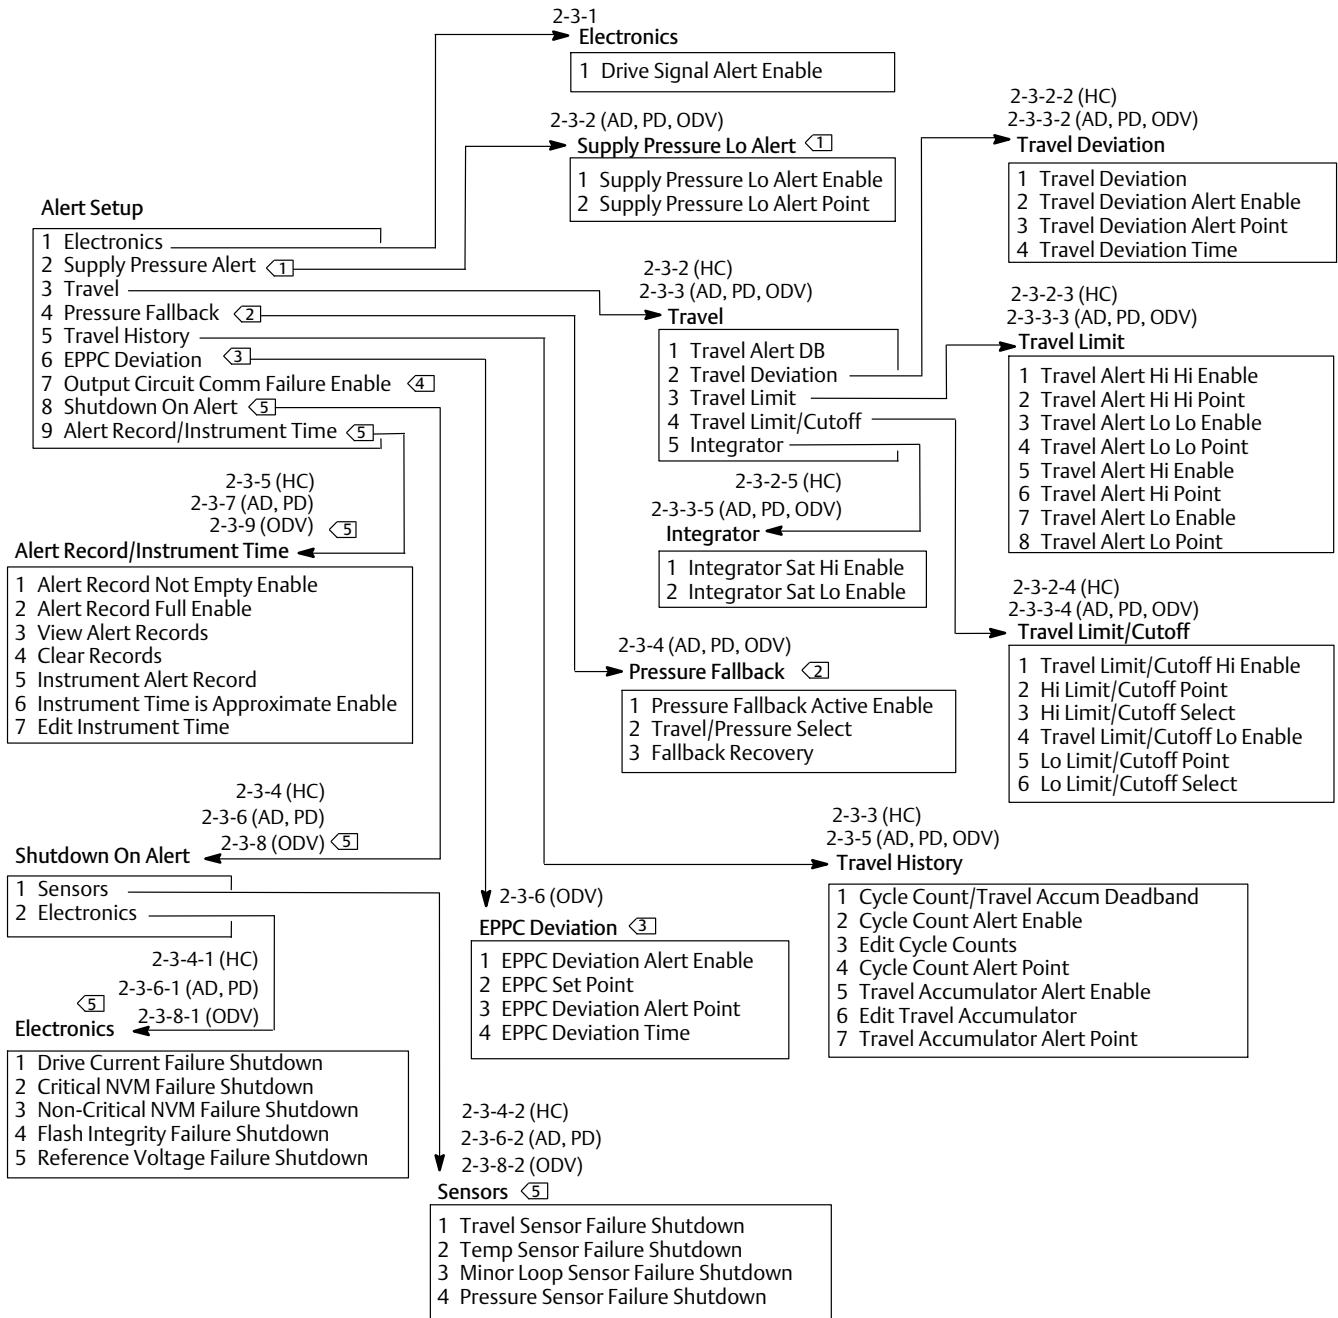 2-3-1
Electronics
1 Drive Signal Alert Enable
2-3-2 (AD, PD, ODV)
Supply Pressure Lo Alert 1
1 Supply Pressure Lo Alert Enable
2 Supply Pressure Lo Alert Point
2-3-2-2 (HC)
2-3-3-2 (AD, PD, ODV)
Travel Deviation
1 Travel Deviation
2 Travel Deviation Alert Enable
3 Travel Deviation Alert Point
4 Travel Deviation Time
Alert Setup
1 Electronics
2 Supply Pressure Alert 1
3 Travel
4 Pressure Fallback 2
5 Travel History
6 EPPC Deviation 3
7 Output Circuit Comm Failure Enable 4
8 Shutdown On Alert 5
9 Alert Record/Instrument Time 5
2-3-2 (HC)
2-3-3 (AD, PD, ODV)
Travel
1 Travel Alert DB
2 Travel Deviation
3 Travel Limit
4 Travel Limit/Cutoff
5 Integrator
2-3-2-3 (HC)
2-3-3-3 (AD, PD, ODV)
Travel Limit
1 Travel Alert Hi Hi Enable
2 Travel Alert Hi Hi Point
3 Travel Alert Lo Lo Enable
4 Travel Alert Lo Lo Point
5 Travel Alert Hi Enable
6 Travel Alert Hi Point
7 Travel Alert Lo Enable
8 Travel Alert Lo Point
2-3-2-5 (HC)
2-3-3-5 (AD, PD, ODV)
Integrator
1 Integrator Sat Hi Enable
2 Integrator Sat Lo Enable
2-3-5 (HC)
2-3-7 (AD, PD)
2-3-9 (ODV) 5
Alert Record/Instrument Time
1 Alert Record Not Empty Enable
2 Alert Record Full Enable
3 View Alert Records
4 Clear Records
5 Instrument Alert Record
6 Instrument Time is Approximate Enable
7 Edit Instrument Time
2-3-2-4 (HC)
2-3-3-4 (AD, PD, ODV)
Travel Limit/Cutoff
1 Travel Limit/Cutoff Hi Enable
2 Hi Limit/Cutoff Point
3 Hi Limit/Cutoff Select
4 Travel Limit/Cutoff Lo Enable
5 Lo Limit/Cutoff Point
6 Lo Limit/Cutoff Select
2-3-4 (AD, PD, ODV)
Pressure Fallback 2
1 Pressure Fallback Active Enable
2 Travel/Pressure Select
3 Fallback Recovery
2-3-4 (HC)
2-3-6 (AD, PD)
2-3-8 (ODV) 5
Shutdown On Alert
1 Sensors
2 Electronics
2-3-3 (HC)
2-3-5 (AD, PD, ODV)
Travel History
1 Cycle Count/Travel Accum Deadband
2 Cycle Count Alert Enable
3 Edit Cycle Counts
4 Cycle Count Alert Point
5 Travel Accumulator Alert Enable
6 Edit Travel Accumulator
7 Travel Accumulator Alert Point
2-3-6 (ODV)
EPPC Deviation 3
1 EPPC Deviation Alert Enable
2 EPPC Set Point
3 EPPC Deviation Alert Point
4 EPPC Deviation Time
2-3-4-1 (HC)
2-3-6-1 (AD, PD)
5 2-3-8-1 (ODV)
Electronics
1 Drive Current Failure Shutdown
2 Critical NVM Failure Shutdown
3 Non-Critical NVM Failure Shutdown
4 Flash Integrity Failure Shutdown
5 Reference Voltage Failure Shutdown
2-3-4-2 (HC)
2-3-6-2 (AD, PD)
2-3-8-2 (ODV)
Sensors 5
1 Travel Sensor Failure Shutdown
2 Temp Sensor Failure Shutdown
3 Minor Loop Sensor Failure Shutdown
4 Pressure Sensor Failure Shutdown